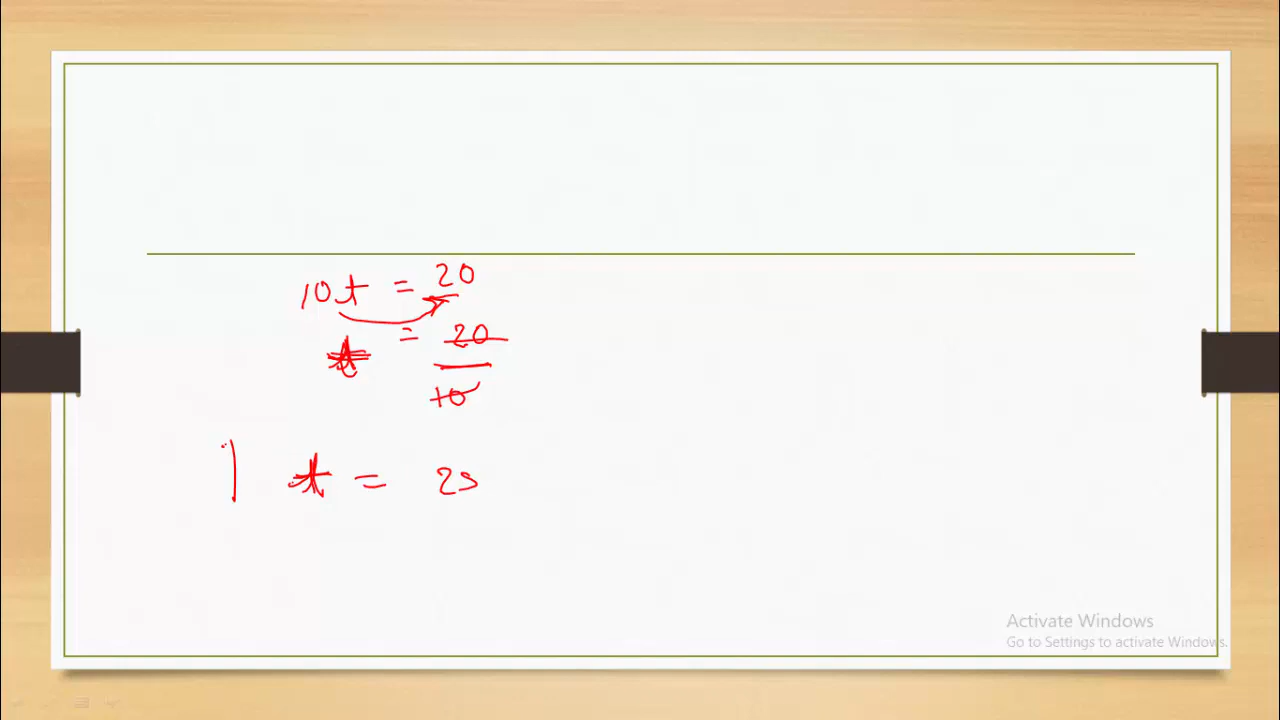 10t = 20
t = 20
10
t = 2s
Activate Windows
Go to Settings to activate Windows.